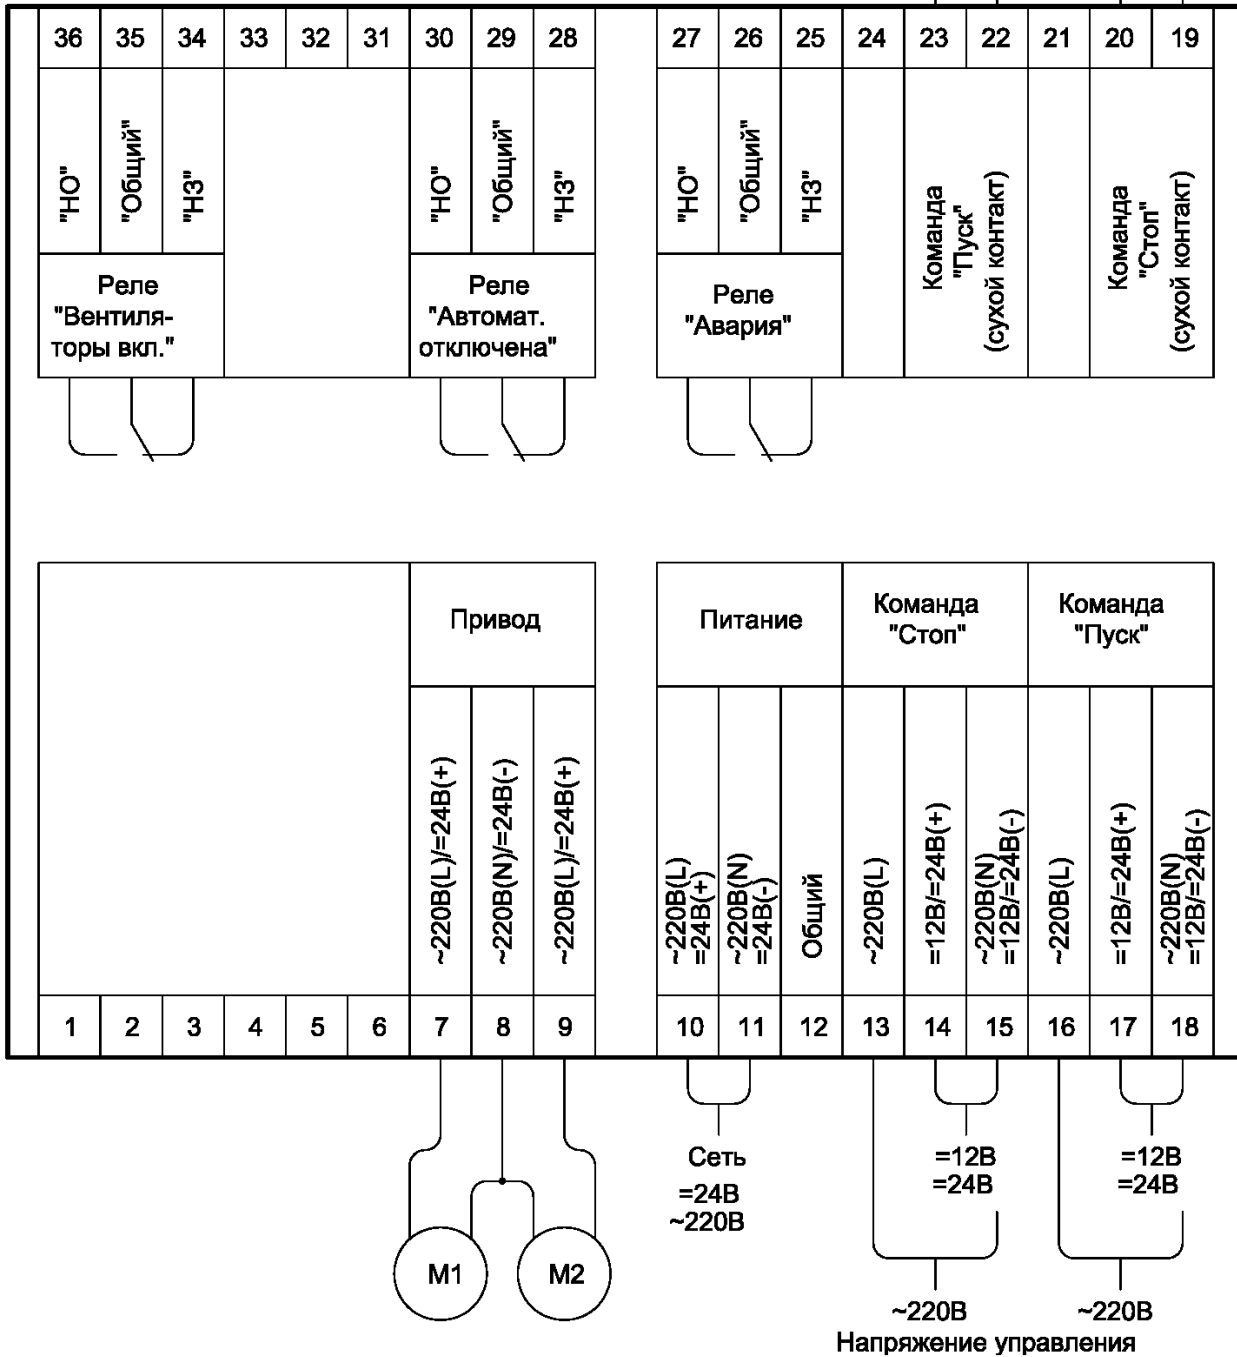 36 35 34 33 32 31 30 29 28 27 26 25 24 23 22 21 20 19
"НО"
"Общий"
"НЗ"
"НО"
"Общий"
"НЗ"
"НО"
"Общий"
"НЗ"
Команда
"Пуск"
(сухой контакт)
Команда
"Стоп"
(сухой контакт)
Реле
"Вентиля-
торы вкл."
Реле
"Автомат.
отключена"
Реле
"Авария"
Привод
Питание
Команда
"Стоп"
Команда
"Пуск"
~220В(L)/=24В(+)
~220В(N)/=24В(-)
~220В(L)/=24В(+)
~220В(L)
=24В(+)
~220В(N)
=24В(-)
Общий
~220В(L)
=12В/=24В(+)
~220В(N)
=12В/=24В(-)
~220В(L)
=12В/=24В(+)
~220В(N)
=12В/=24В(-)
1 2 3 4 5 6 7 8 9 10 11 12 13 14 15 16 17 18
М1
М2
Сеть
=24В
~220В
=12В
=24В
=12В
=24В
~220В
~220В
Напряжение управления